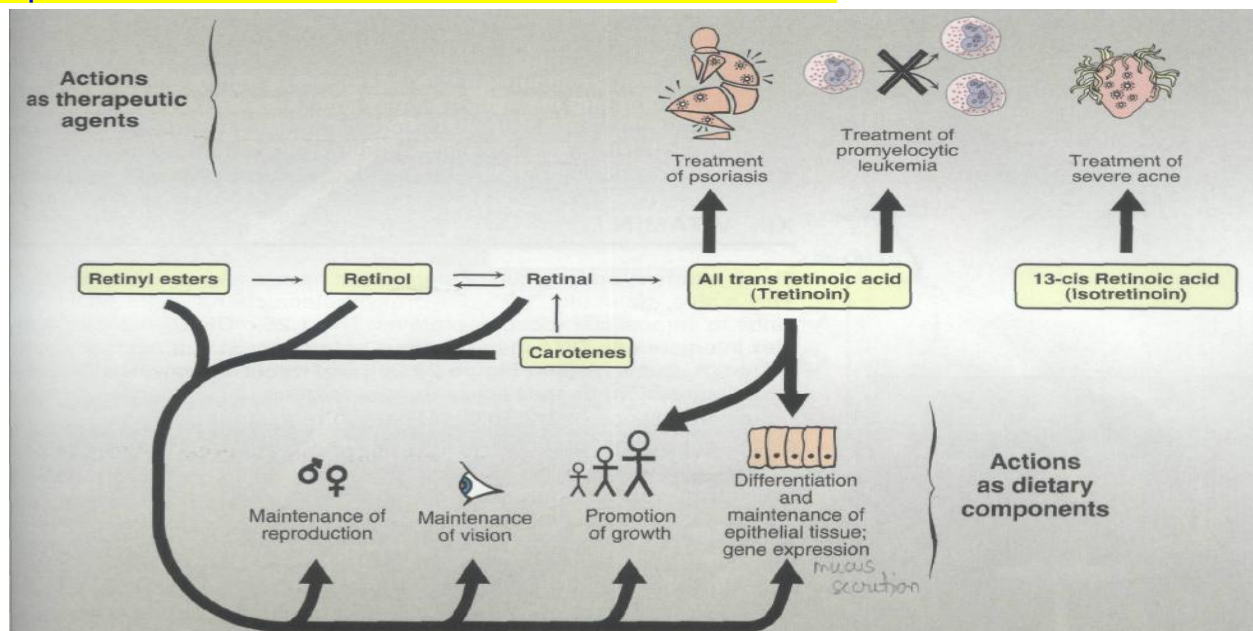 Actions
as therapeutic
agents
Treatment
of psoriasis
Treatment of
promyelocytic
leukemia
Treatment of
severe acne
Retinyl esters
Retinol
Retinal
All trans retinoic acid
(Tretinoin)
13-cis Retinoic acid
(Isotretinoin)
Carotenes
Maintenance of
reproduction
Maintenance
of vision
Promotion
of growth
Differentiation
and
maintenance of
epithelial tissue;
gene expression
mucus
secretion
Actions
as dietary
components